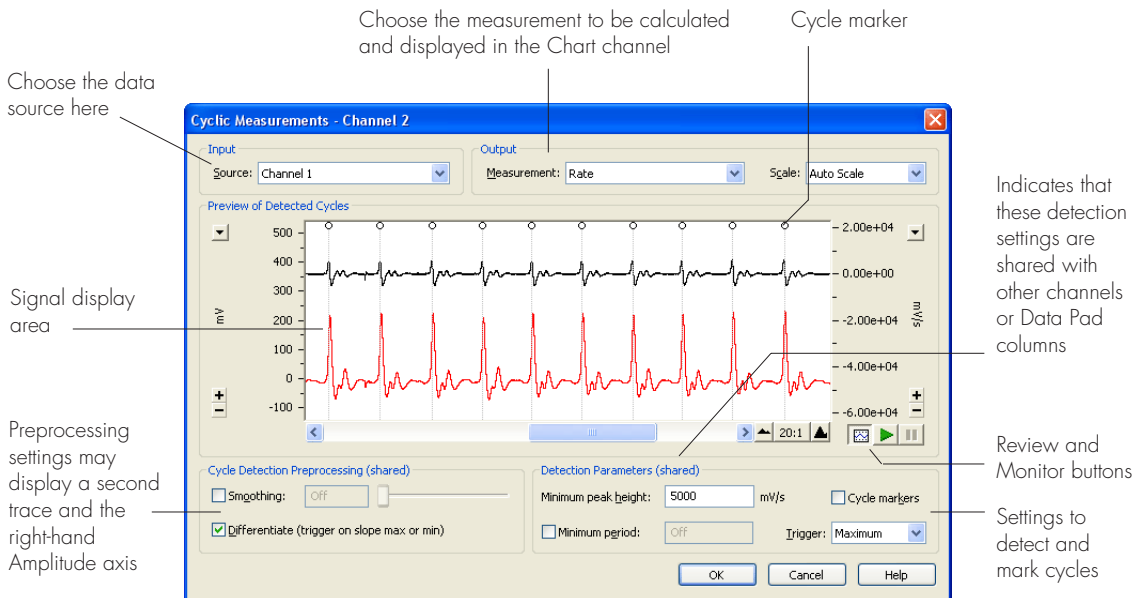 Choose the measurement to be calculated
and displayed in the Chart channel
Cycle marker
Choose the data
source here
Cyclic Measurements - Channel 2
Input
Source: Channel 1
Output
Measurement: Rate
Scale: Auto Scale
Preview of Detected Cycles
500
400
300
200
100
0
-100
mV
2.00e+04
0.00e+00
-2.00e+04
-4.00e+04
-6.00e+04
mV/s
+
-
+
-
20:1
Signal display
area
Indicates that
these detection
settings are
shared with
other channels
or Data Pad
columns
Preprocessing
settings may
display a second
trace and the
right-hand
Amplitude axis
Review and
Monitor buttons
Settings to
detect and
mark cycles
Cycle Detection Preprocessing (shared)
Smoothing: Off
Differentiate (trigger on slope max or min)
Detection Parameters (shared)
Minimum peak height: 5000 mV/s
Cycle markers
Minimum period: Off
Trigger: Maximum
OK
Cancel
Help